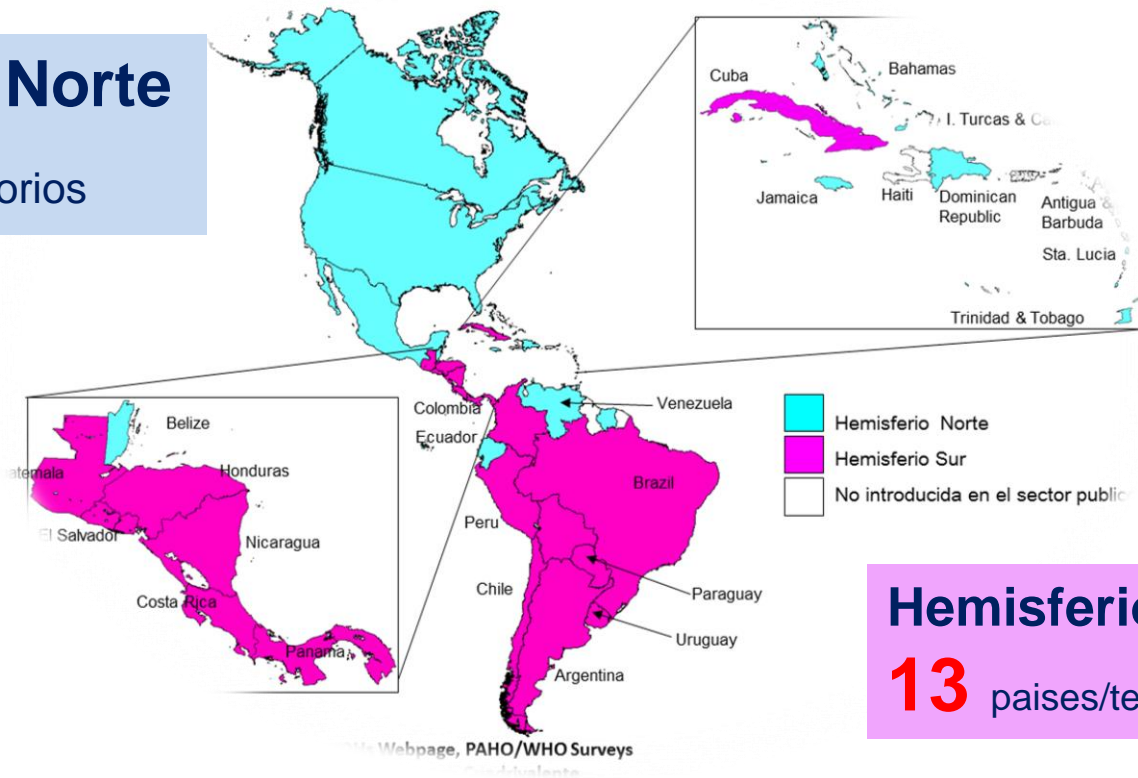 Norte
Cuba
Bahamas
I. Turcas &
Jamaica
Haiti
Dominican
Republic
Antigua &
Barbuda
Sta. Lucia
Trinidad & Tobago
Colombia
Ecuador
Venezuela
Hemisferio Norte
Hemisferio Sur
No introducida en el sector public
Belize
Honduras
El Salvador
Nicaragua
Costa Rica
Panama
Brazil
Peru
Chile
Paraguay
Uruguay
Argentina
Hemisferio
13 paises/te
Webpage, PAHO/WHO Surveys
Cuadrivalente